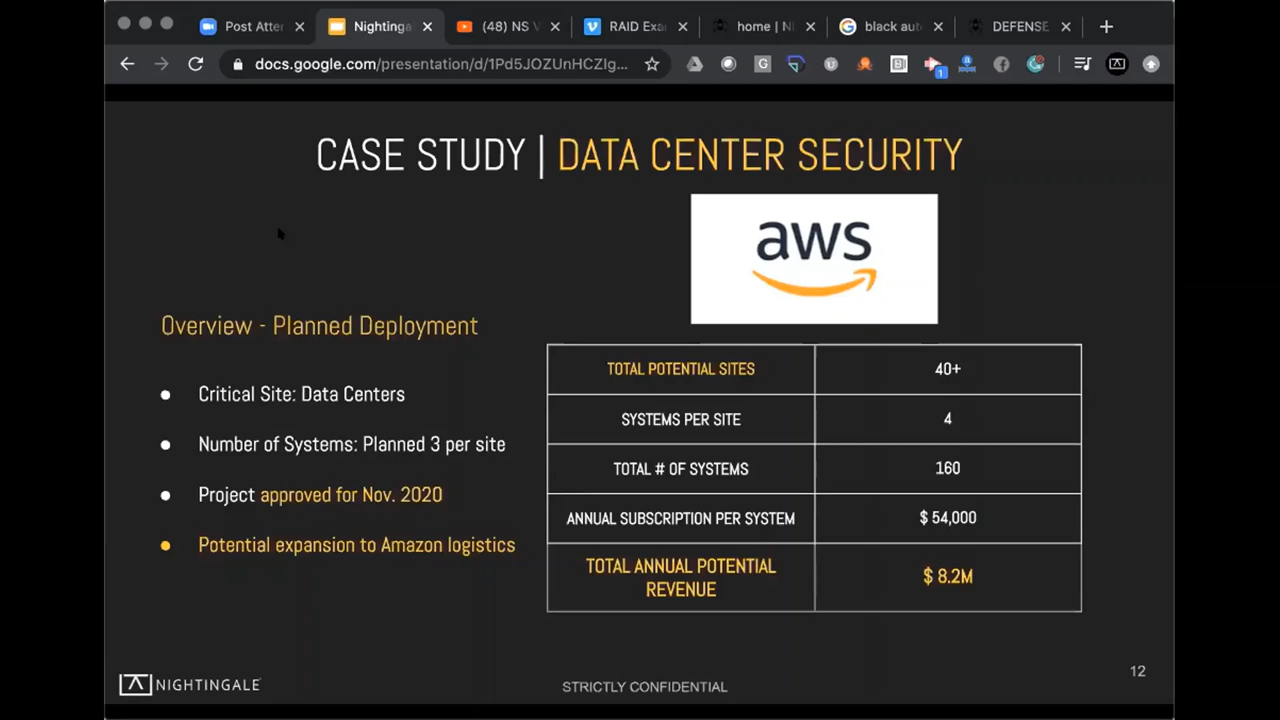 Post Atter
Nightinga
(48) NS V
RAID Exa
home | NI
black aut
DEFENSE
docs.google.com/presentation/d/1Pd5JOZUnHCZIg...
CASE STUDY | DATA CENTER SECURITY
aws
Overview - Planned Deployment
● Critical Site: Data Centers
● Number of Systems: Planned 3 per site
● Project approved for Nov. 2020
● Potential expansion to Amazon logistics
TOTAL POTENTIAL SITES 40+
SYSTEMS PER SITE 4
TOTAL # OF SYSTEMS 160
ANNUAL SUBSCRIPTION PER SYSTEM $ 54,000
TOTAL ANNUAL POTENTIAL
REVENUE $ 8.2M
NIGHTINGALE
STRICTLY CONFIDENTIAL
12